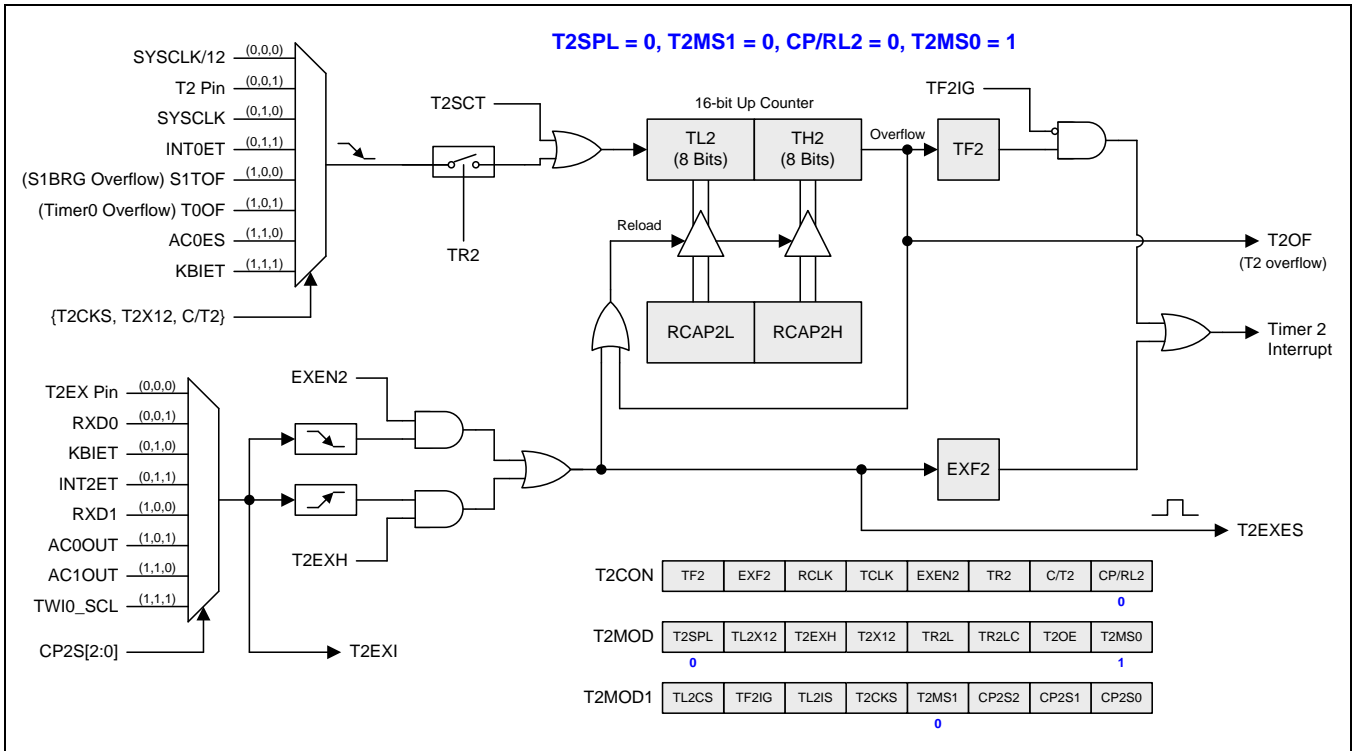 T2SPL = 0, T2MS1 = 0, CP/RL2 = 0, T2MS0 = 1
SYSCLK/12 (0,0,0)
T2 Pin (0,0,1)
SYSCLK (0,1,0)
INT0ET (0,1,1)
(S1BRG Overflow) S1TOF (1,0,0)
(Timer0 Overflow) T0OF (1,0,1)
AC0ES (1,1,0)
KBIET (1,1,1)
{T2CKS, T2X12, C/T2}
TR2
T2SCT
16-bit Up Counter
TL2 (8 Bits)
TH2 (8 Bits)
Overflow
TF2IG
TF2
Reload
RCAP2L
RCAP2H
T2OF
(T2 overflow)
Timer 2
Interrupt
T2EX Pin (0,0,0)
RXD0 (0,0,1)
KBIET (0,1,0)
INT2ET (0,1,1)
RXD1 (1,0,0)
AC0OUT (1,0,1)
AC1OUT (1,1,0)
TWI0_SCL (1,1,1)
CP2S[2:0]
EXEN2
T2EXH
T2EXI
EXF2
T2EXES
T2CON TF2 EXF2 RCLK TCLK EXEN2 TR2 C/T2 CP/RL2
0
T2MOD T2SPL TL2X12 T2EXH T2X12 TR2L TR2LC T2OE T2MS0
0 1
T2MOD1 TL2CS TF2IG TL2IS T2CKS T2MS1 CP2S2 CP2S1 CP2S0
0